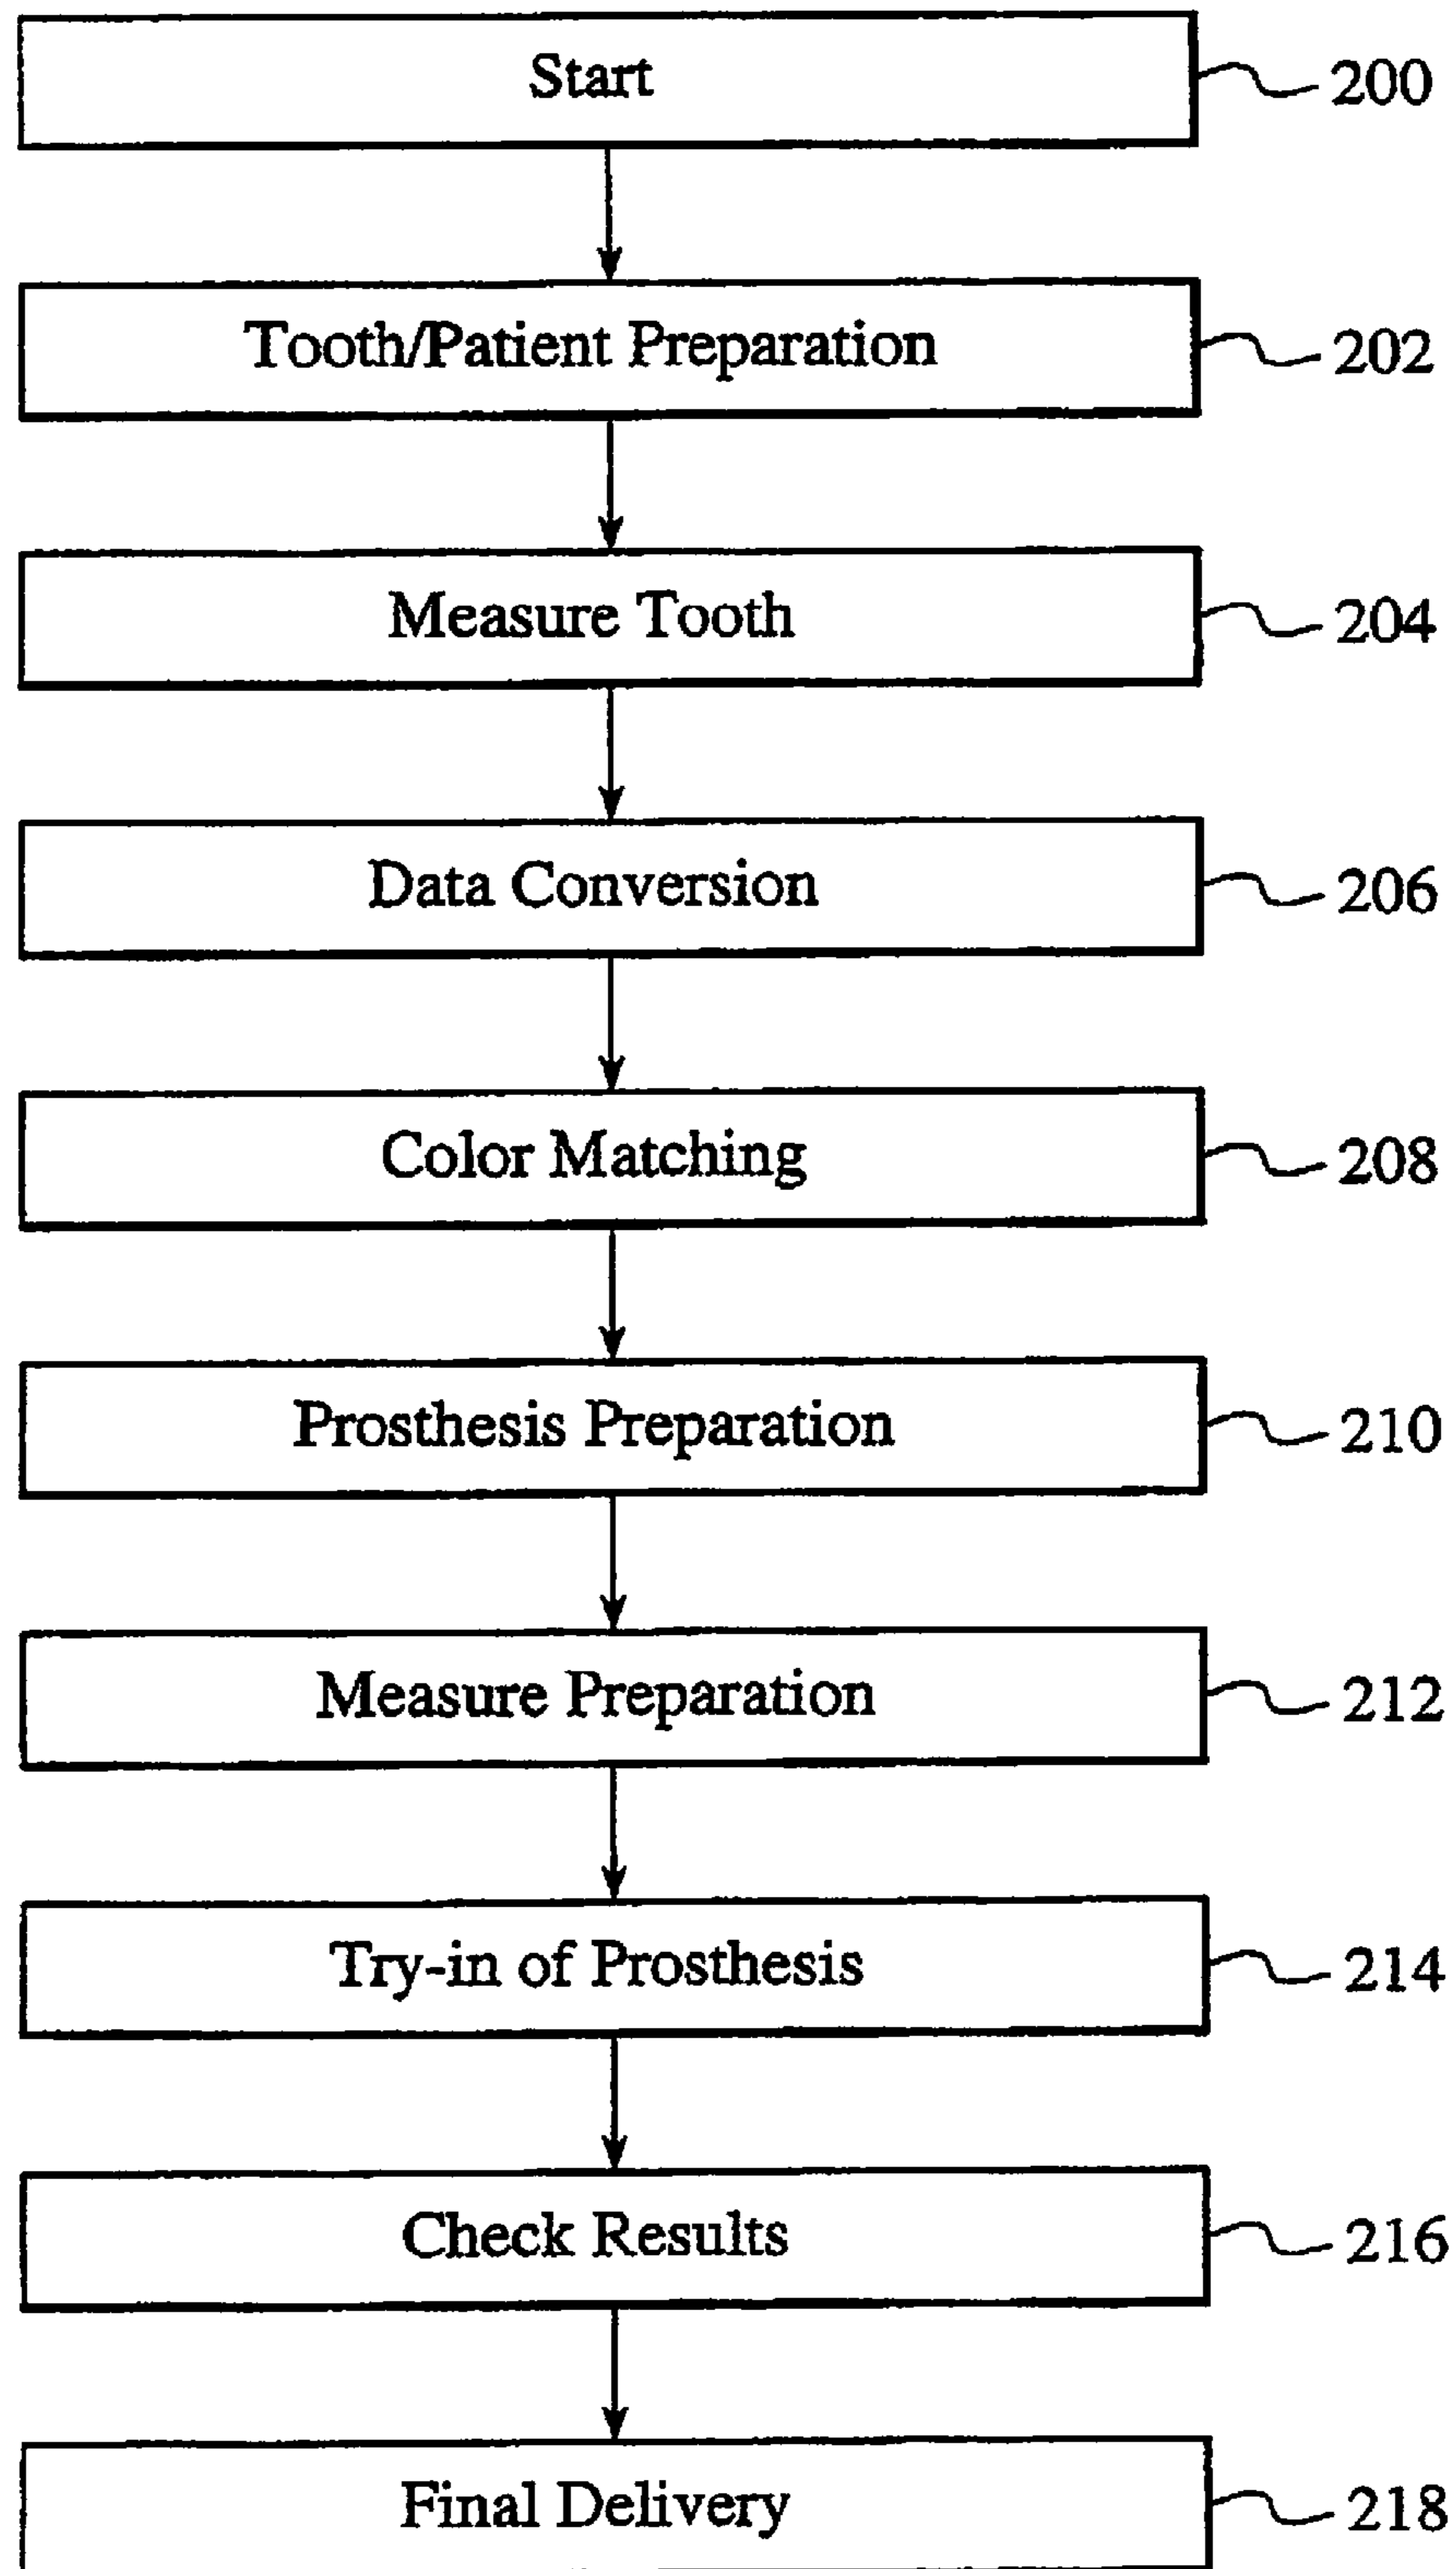 Start 200
Tooth/Patient Preparation 202
Measure Tooth 204
Data Conversion 206
Color Matching 208
Prosthesis Preparation 210
Measure Preparation 212
Try-in of Prosthesis 214
Check Results 216
Final Delivery 218